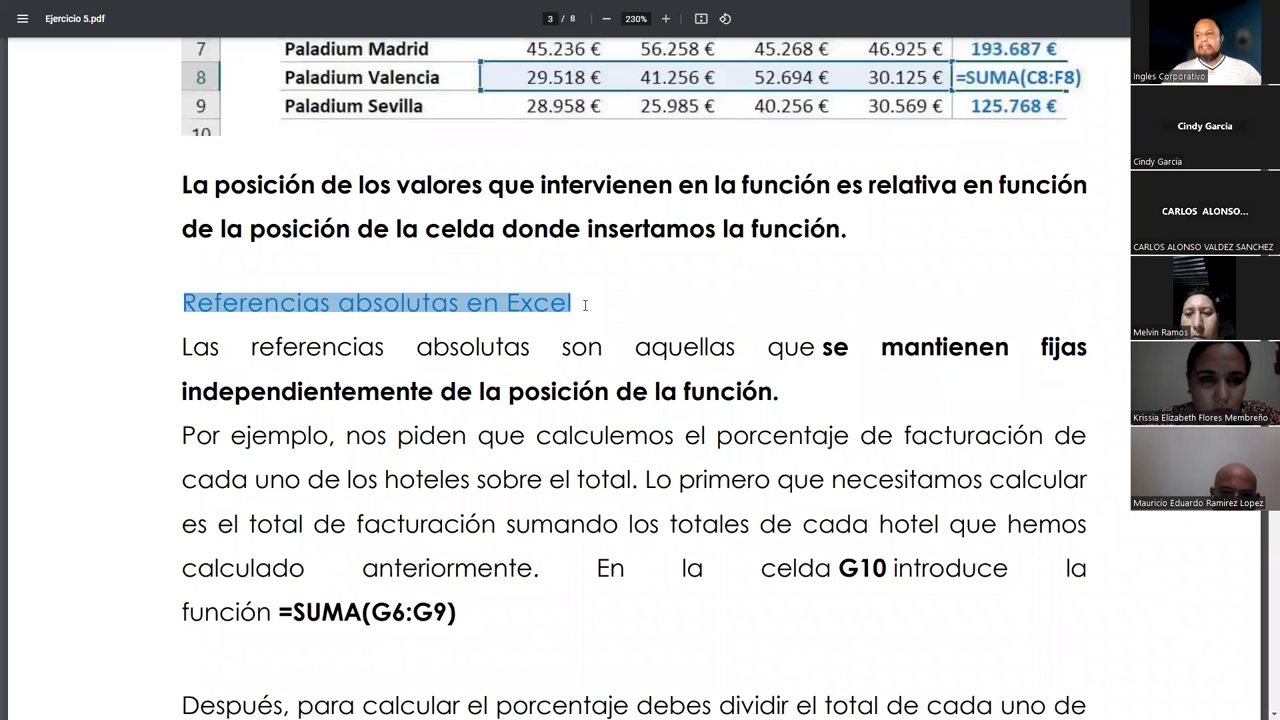 Ejercicio 5.pdf
3 / 8
230%
7 Paladium Madrid 45.236 € 56.258 € 45.268 € 46.925 € 193.687 €
8 Paladium Valencia 29.518 € 41.256 € 52.694 € 30.125 € =SUMA(C8:F8)
9 Paladium Sevilla 28.958 € 25.985 € 40.256 € 30.569 € 125.768 €
10
La posición de los valores que intervienen en la función es relativa en función
de la posición de la celda donde insertamos la función.
Referencias absolutas en Excel
Las referencias absolutas son aquellas que se mantienen fijas
independientemente de la posición de la función.
Por ejemplo, nos piden que calculemos el porcentaje de facturación de
cada uno de los hoteles sobre el total. Lo primero que necesitamos calcular
es el total de facturación sumando los totales de cada hotel que hemos
calculado anteriormente. En la celda G10 introduce la
función =SUMA(G6:G9)
Después, para calcular el porcentaje debes dividir el total de cada uno de
Ingles Corporativo
Cindy Garcia
Cindy Garcia
CARLOS ALONSO...
CARLOS ALONSO VALDEZ SANCHEZ
Melvin Ramos
Krissia Elizabeth Flores Membreño
Mauricio Eduardo Ramirez Lopez